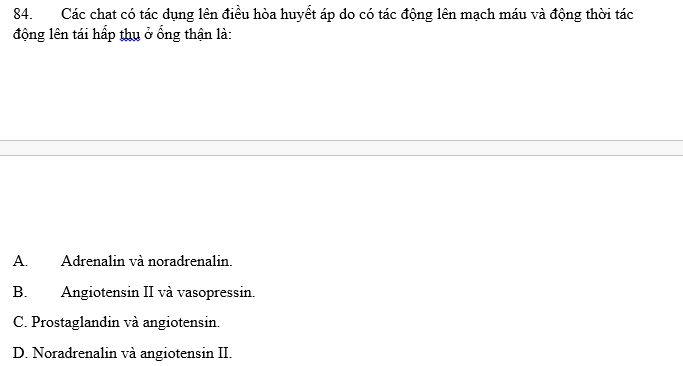 84. Các chat có tác dụng lên điều hòa huyết áp do có tác động lên mạch máu và động thời tác
động lên tái hấp thụ ở ống thận là:
A. Adrenalin và noradrenalin.
B. Angiotensin II và vasopressin.
C. Prostaglandin và angiotensin.
D. Noradrenalin và angiotensin II.